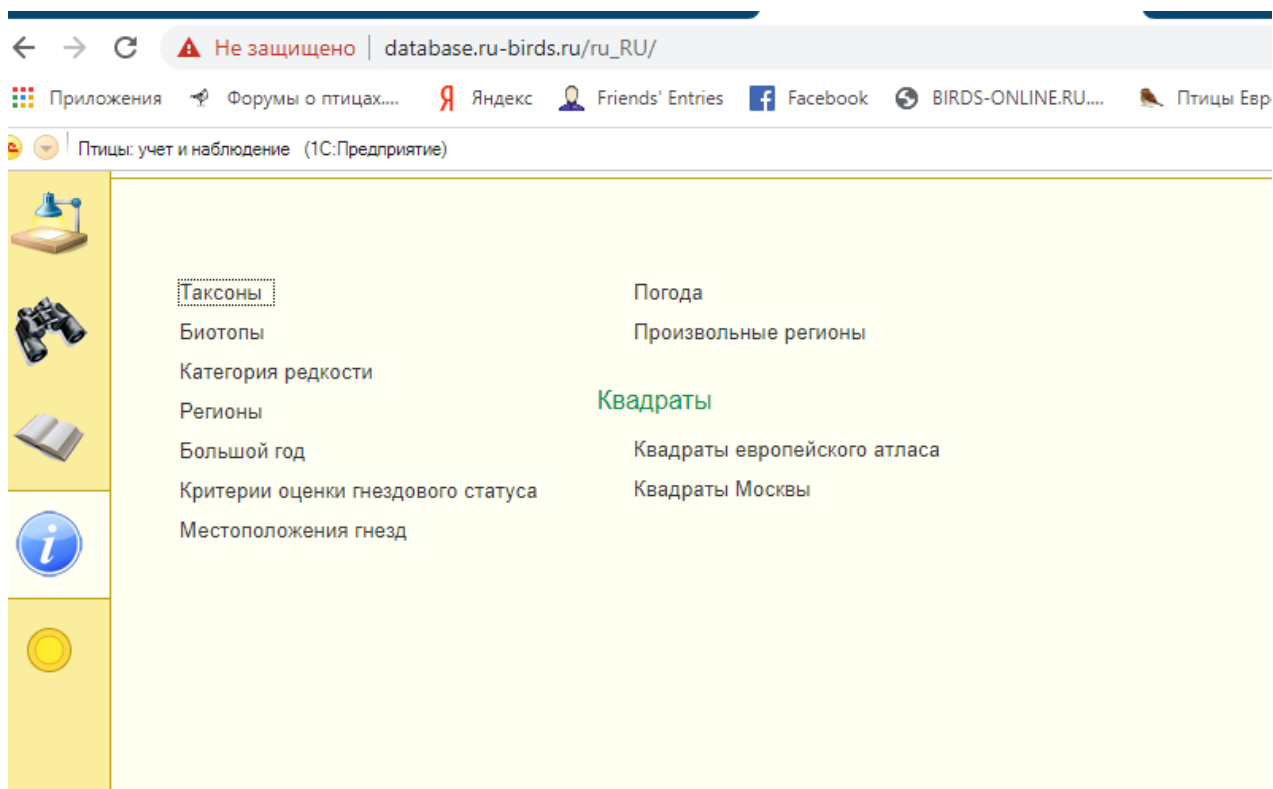 Не защищено database.ru-birds.ru/ru_RU/
Приложения Форумы о птицах.... Яндекс Friends' Entries Facebook BIRDS-ONLINE.RU.... Птицы Евр
Птицы: учет и наблюдение (1С:Предприятие)
Таксоны
Биотопы
Категория редкости
Регионы
Большой год
Критерии оценки гнездового статуса
Местоположения гнезд
Погода
Произвольные регионы
Квадраты
Квадраты европейского атласа
Квадраты Москвы